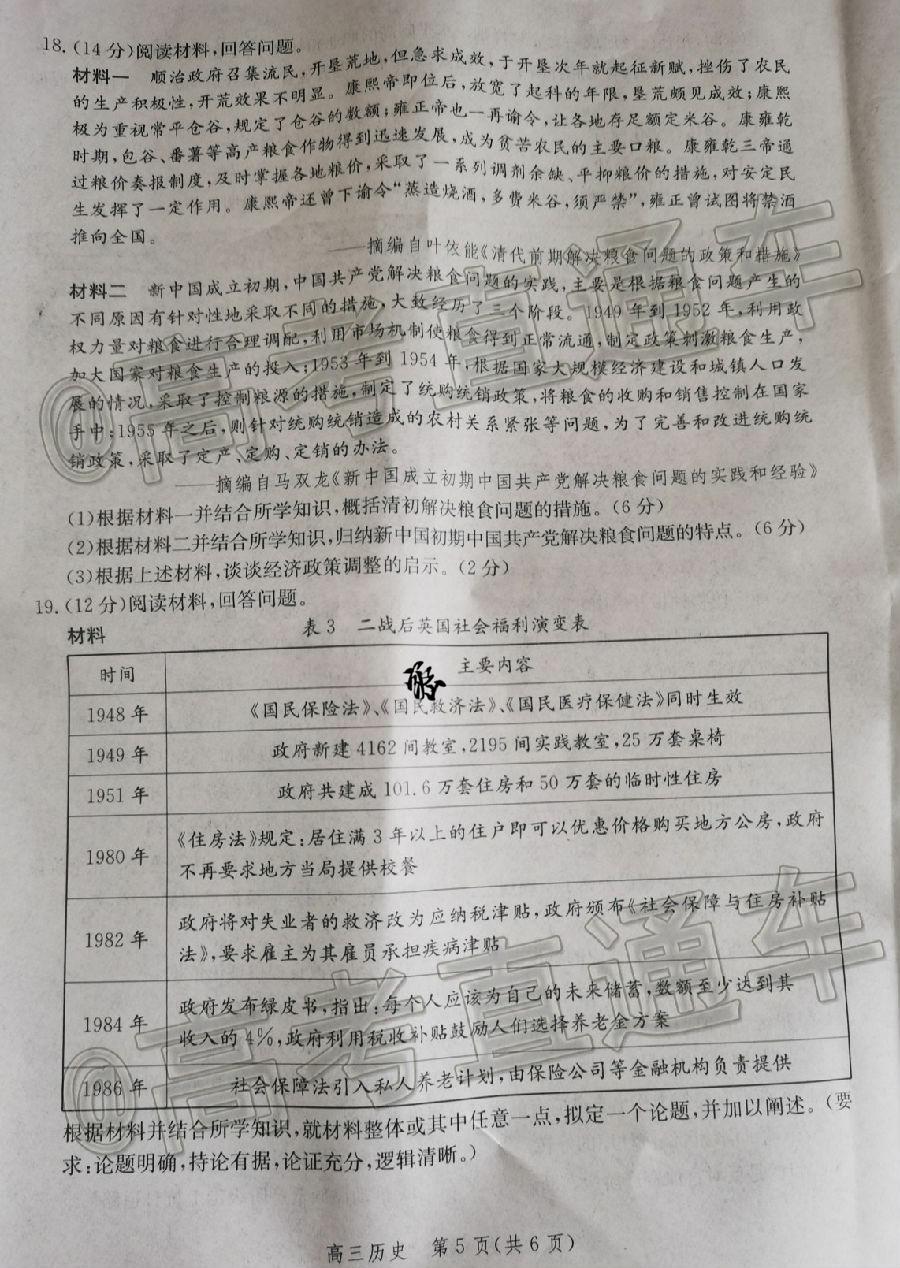 18.(14分)阅读材料,回答问题。
材料一 顺治政府召集流民,开垦荒地,但急求成效,于开垦次年就起征新赋,挫伤了农民
的生产积极性,开荒效果不明显。康熙帝即位后,放宽了起科的年限,垦荒颇见成效;康熙
极为重视常平仓谷,规定了仓谷的数额;雍正帝也一再谕令,让各地存足额定米谷。康雍乾
时期,包谷、番薯等高产粮食作物得到迅速发展,成为贫苦农民的主要口粮。康雍乾三帝通
过粮价奏报制度,及时掌握各地粮价,采取了一系列调剂余缺、平抑粮价的措施,对安定民
生发挥了一定作用。康熙帝还曾下谕令“蒸造烧酒,多费米谷,须严禁”,雍正曾试图将禁酒
推向全国。
——摘编自叶依能《清代前期解决粮食问题的政策和措施》
材料二 新中国成立初期,中国共产党解决粮食问题的实践,主要是根据粮食问题产生的
不同原因有针对性地采取不同的措施,大致经历了三个阶段。1949年到1952年,利用政
权力量对粮食进行合理调配,利用市场机制使粮食得到正常流通,制定政策刺激粮食生产,
加大国家对粮食生产的投入;1953年到1954年,根据国家大规模经济建设和城镇人口发
展的情况,采取了控制粮源的措施,制定了统购统销政策,将粮食的收购和销售控制在国家
手中;1955年之后,则针对统购统销造成的农村关系紧张等问题,为了完善和改进统购统
销政策,采取了定产、定购、定销的办法。
——摘编自马双龙《新中国成立初期中国共产党解决粮食问题的实践和经验》
(1)根据材料一并结合所学知识,概括清初解决粮食问题的措施。(6分)
(2)根据材料二并结合所学知识,归纳新中国初期中国共产党解决粮食问题的特点。(6分)
(3)根据上述材料,谈谈经济政策调整的启示。(2分)
19.(12分)阅读材料,回答问题。
材料
表3 二战后英国社会福利演变表
时间 主要内容
1948年 《国民保险法》、《国民救济法》、《国民医疗保健法》同时生效
1949年 政府新建4162间教室,2195间实践教室,25万套桌椅
1951年 政府共建成101.6万套住房和50万套的临时性住房
1980年 《住房法》规定:居住满3年以上的住户即可以优惠价格购买地方公房,政府
不再要求地方当局提供校餐
1982年 政府将对失业者的救济改为应纳税津贴,政府颁布《社会保障与住房补贴
法》,要求雇主为其雇员承担疾病津贴
1984年 政府发布绿皮书,指出:每个人应该为自己的未来储蓄,数额至少达到其
收入的4%,政府利用税收补贴鼓励人们选择养老金方案
1986年 社会保障法引入私人养老计划,由保险公司等金融机构负责提供
根据材料并结合所学知识,就材料整体或其中任意一点,拟定一个论题,并加以阐述。(要
求:论题明确,持论有据,论证充分,逻辑清晰。)
高三历史 第5页(共6页)
@高考直通车
@高考直通车